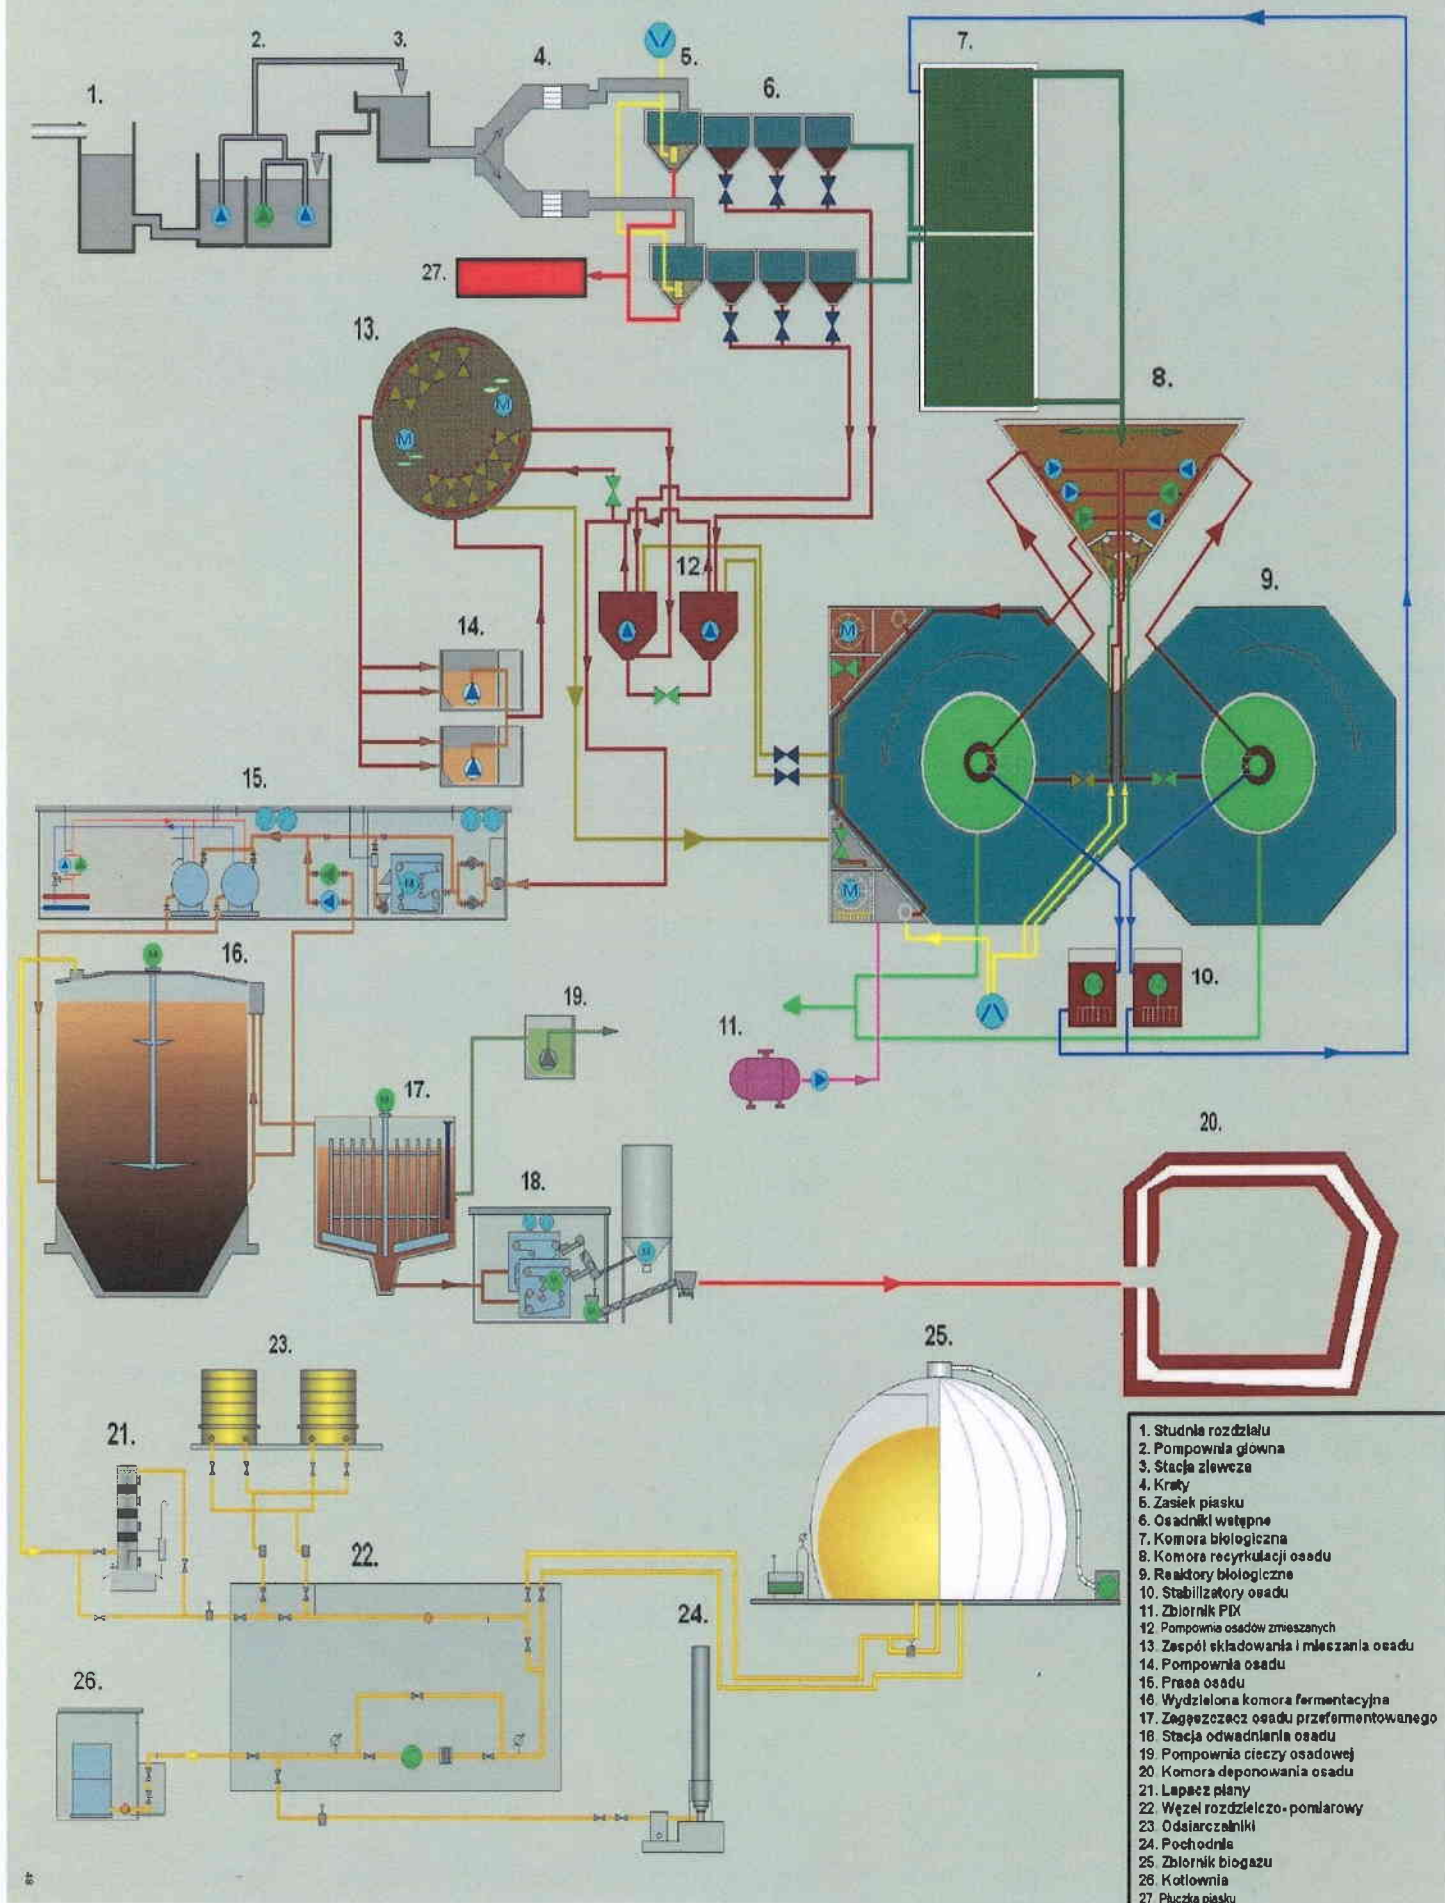 2.
3.
1.
4.
5.
6.
7.
27.
13.
8.
12
9.
14.
15.
10.
11.
16.
19.
17.
18.
20.
23.
25.
21.
22.
24.
26.
M
M
M
M
M
M
M
M
M
M
M
M
1. Studnia rozdziału
2. Pompownia główna
3. Stacja zlewcza
4. Kraty
5. Zasiek piasku
6. Osadniki wstępne
7. Komora biologiczna
8. Komora recyrkulacji osadu
9. Reaktory biologiczne
10. Stabilizatory osadu
11. Zbiornik PIX
12. Pompownia osadów zmieszanych
13. Zespół składowania i mieszania osadu
14. Pompownia osadu
15. Prasa osadu
16. Wydzielona komora fermentacyjna
17. Zagęszczacz osadu przefermentowanego
18. Stacja odwadniania osadu
19. Pompownia cieczy osadowej
20. Komora deponowania osadu
21. Łapacz piany
22. Węzeł rozdzielczo-pomiarowy
23. Odsiarczalniki
24. Pochodnia
25. Zbiornik biogazu
26. Kotłownia
27. Płuczka piasku